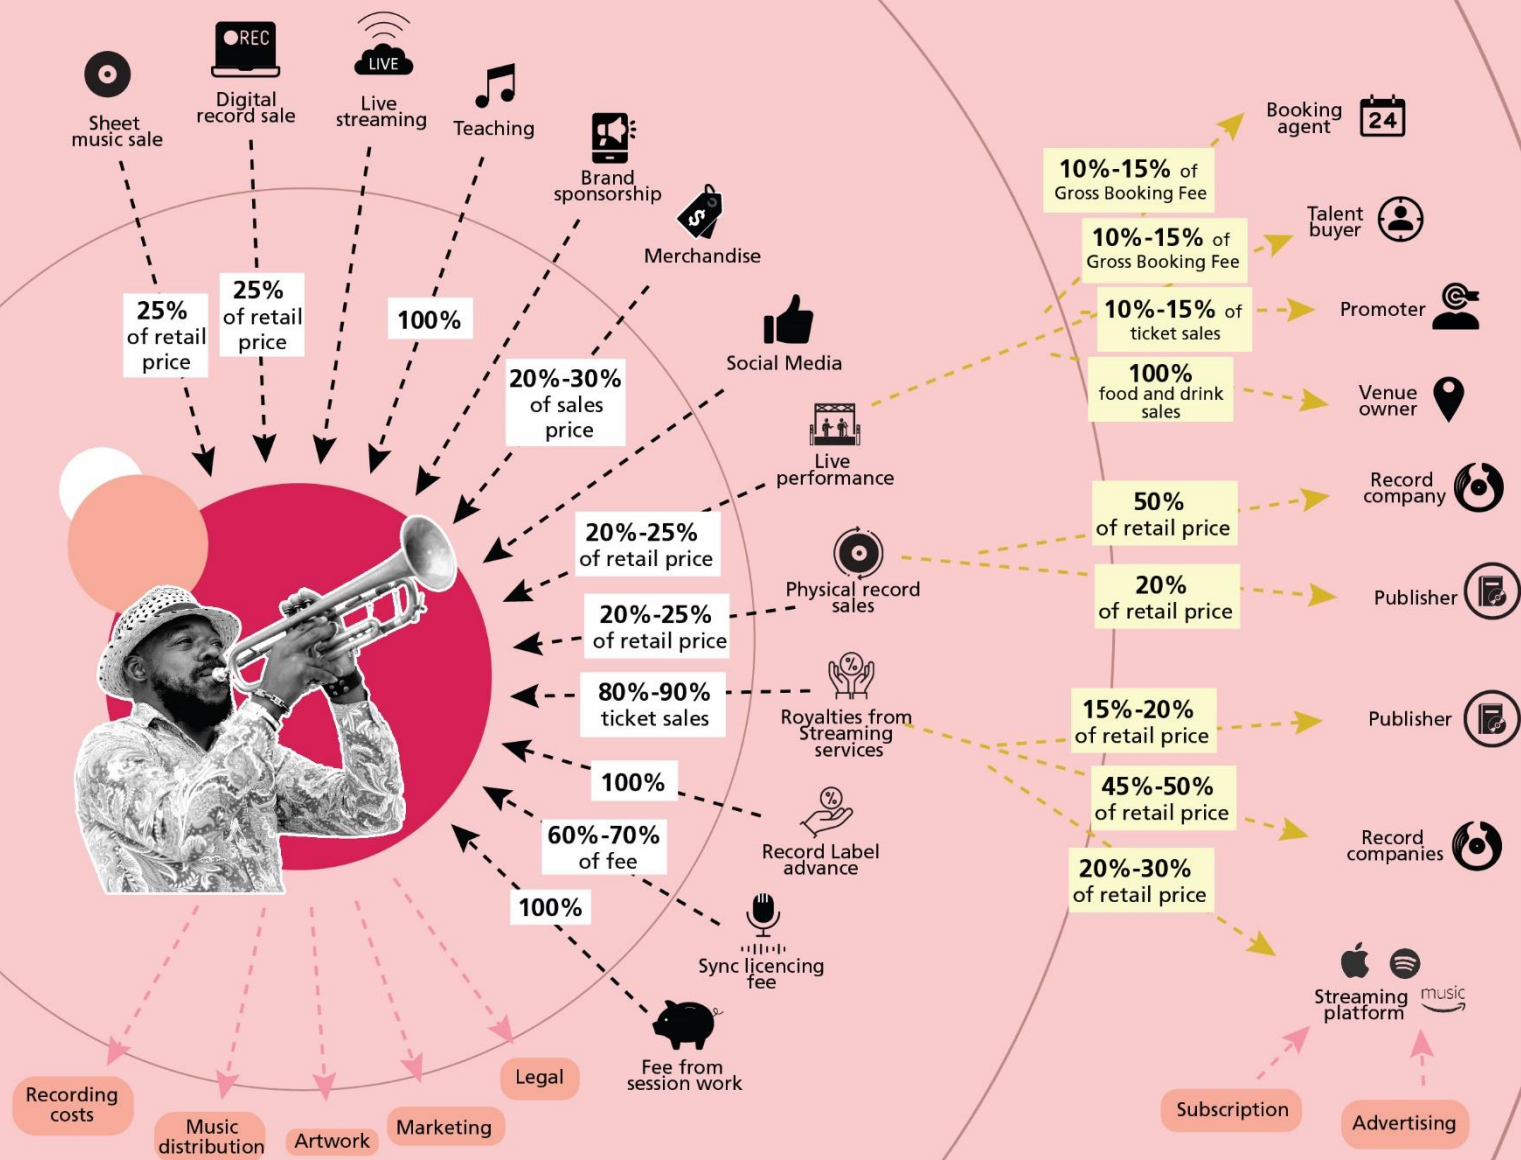 REC
LIVE
24
Sheet
music sale
Digital
record sale
Live
streaming
Teaching
Brand
sponsorship
$
Merchandise
Social Media
Live
performance
Physical record
sales
%
Royalties from
Streaming
services
%
Record Label
advance
Sync licencing
fee
Fee from
session work
25%
of retail
price
25%
of retail
price
100%
20%-30%
of sales
price
20%-25%
of retail price
20%-25%
of retail price
80%-90%
ticket sales
100%
60%-70%
of fee
100%
Booking
agent
10%-15% of
Gross Booking Fee
Talent
buyer
10%-15% of
Gross Booking Fee
Promoter
10%-15% of
ticket sales
Venue
owner
100%
food and drink
sales
Record
company
50%
of retail price
Publisher
20%
of retail price
Publisher
15%-20%
of retail price
Record
companies
45%-50%
of retail price
20%-30%
of retail price
Streaming
platform
music
Subscription
Advertising
Recording
costs
Music
distribution
Artwork
Marketing
Legal